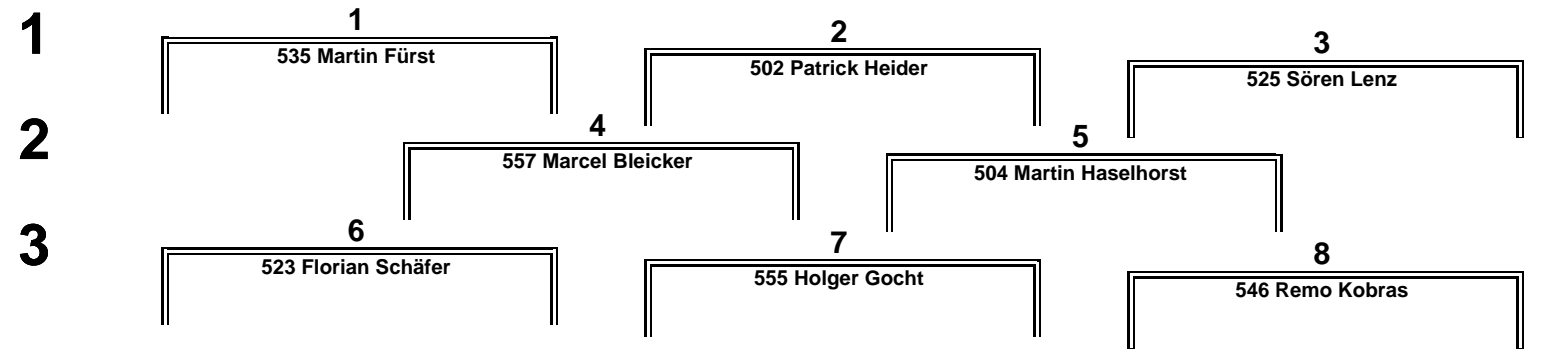 1
1
535 Martin Fürst
2
502 Patrick Heider
3
525 Sören Lenz
2
4
557 Marcel Bleicker
5
504 Martin Haselhorst
3
6
523 Florian Schäfer
7
555 Holger Gocht
8
546 Remo Kobras